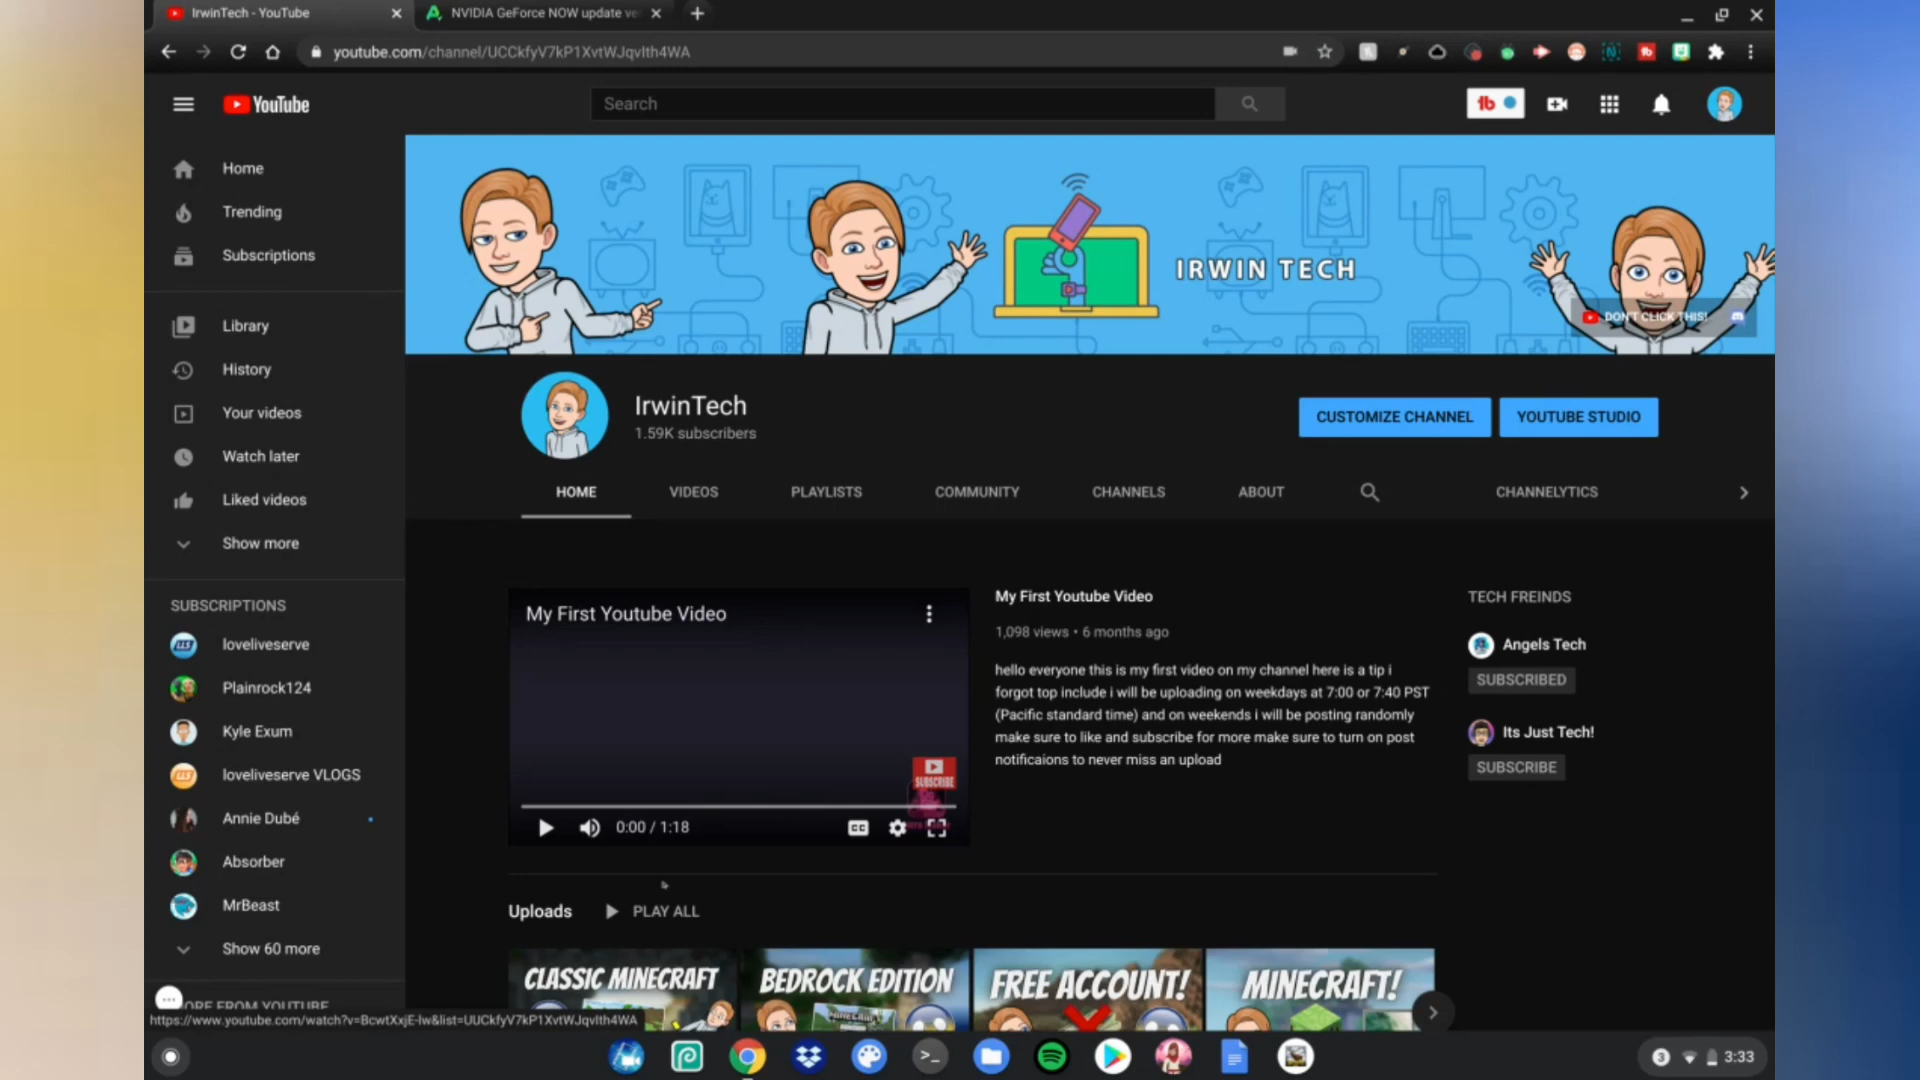 IrwinTech - YouTube
NVIDIA GeForce NOW update ve
youtube.com/channel/UCCkfyV7kP1XvtWJqvIth4WA
YouTube
Search
Home
Trending
Subscriptions
Library
History
Your videos
Watch later
Liked videos
Show more
SUBSCRIPTIONS
loveliveserve
Plainrock124
Kyle Exum
loveliveserve VLOGS
Annie Dubé
Absorber
MrBeast
Show 60 more
ORE FROM YOUTUBE
https://www.youtube.com/watch?v=BcwtXxjE-Iw&list=UUCkfyV7kP1XvtWJqvIth4WA
IRWIN TECH
DON'T CLICK THIS!
IrwinTech
1.59K subscribers
CUSTOMIZE CHANNEL
YOUTUBE STUDIO
HOME
VIDEOS
PLAYLISTS
COMMUNITY
CHANNELS
ABOUT
CHANNELYTICS
My First Youtube Video
SUBSCRIBE
0:00 / 1:18
CC
My First Youtube Video
1,098 views • 6 months ago
hello everyone this is my first video on my channel here is a tip i
forgot top include i will be uploading on weekdays at 7:00 or 7:40 PST
(Pacific standard time) and on weekends i will be posting randomly
make sure to like and subscribe for more make sure to turn on post
notificaions to never miss an upload
TECH FREINDS
Angels Tech
SUBSCRIBED
Its Just Tech!
SUBSCRIBE
Uploads
PLAY ALL
CLASSIC MINECRAFT
BEDROCK EDITION
FREE ACCOUNT!
MINECRAFT!
3
3:33